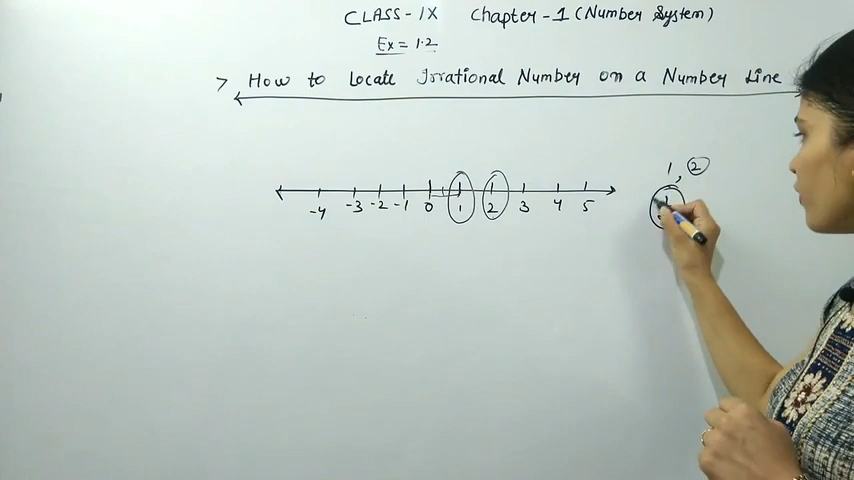 CLASS - IX Chapter - 1 (Number System)
Ex = 1.2
> How to Locate Irrational Number on a Number Line
1, 2
-4 -3 -2 -1 0 1 2 3 4 5